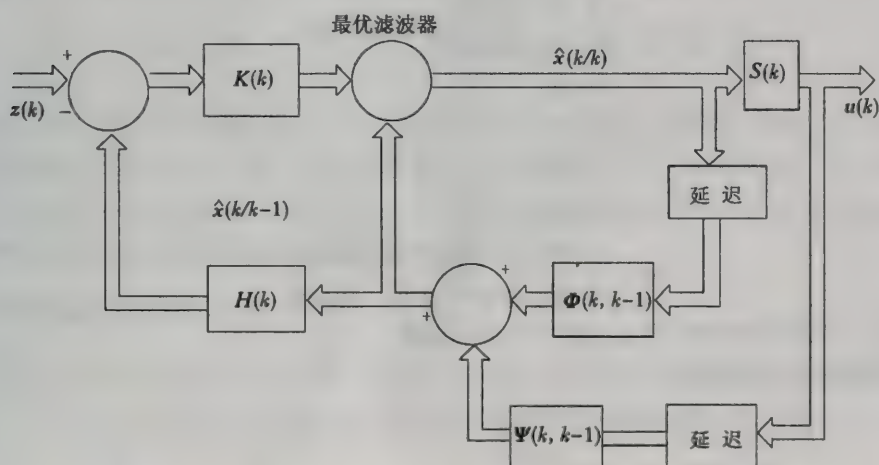 最优滤波器
+
z(k)
−
K(k)
x̂(k/k)
S(k)
u(k)
延 迟
x̂(k/k−1)
H(k)
+
+
Φ(k, k−1)
Ψ(k, k−1)
延 迟